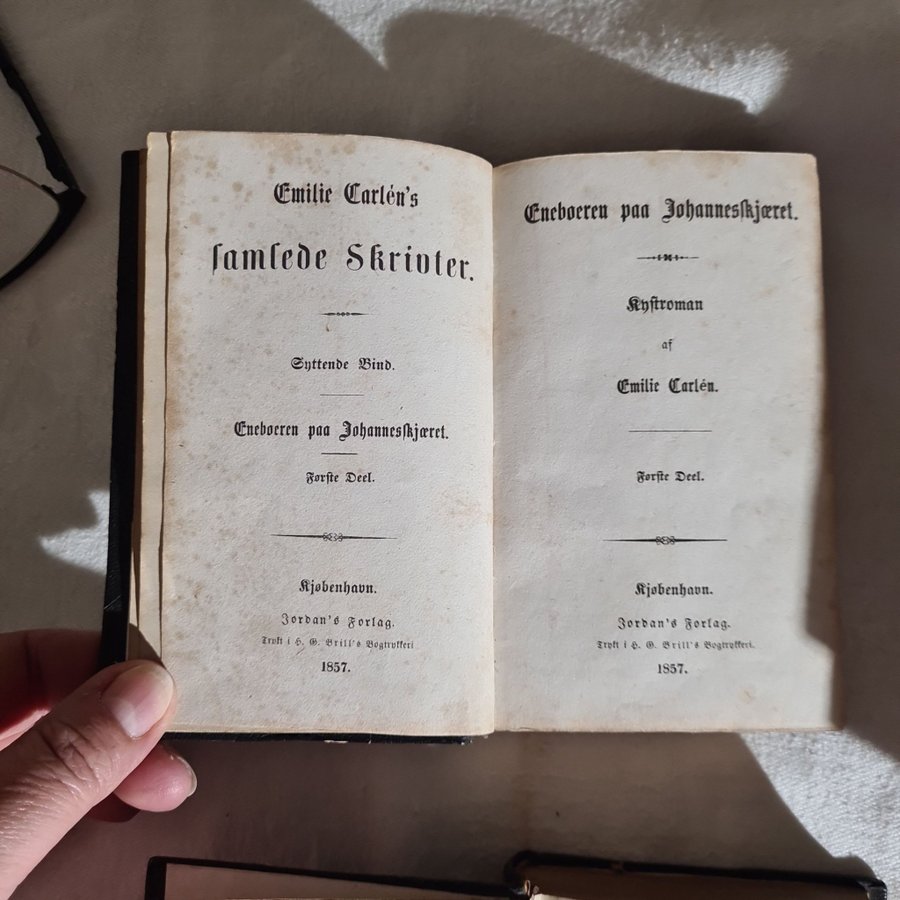 Emilie Carlén's
samlede Skrivter.
Syttende Bind.
Eneboeren paa Johannesskjæret.
Første Deel.
Kjøbenhavn.
Jordan's Forlag.
Trykt i H. G. Brill's Bogtrykkeri
1857.
Eneboeren paa Johannesskjæret.
Kystroman
af
Emilie Carlén.
Første Deel.
Kjøbenhavn.
Jordan's Forlag.
Trykt i H. G. Brill's Bogtrykkeri.
1857.